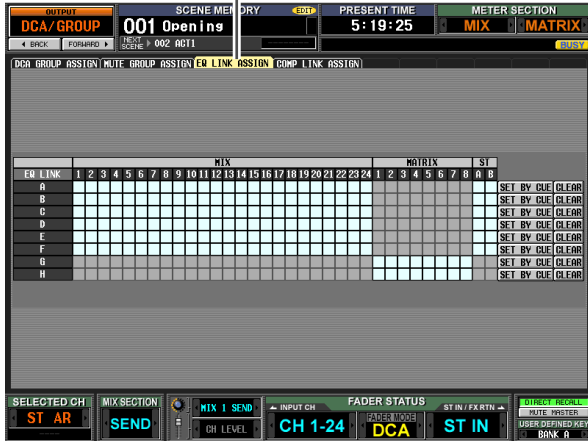 OUTPUT
DCA/GROUP
BACK FORWARD
SCENE MEMORY EDIT
001 Opening
NEXT SCENE 002 ACT1
PRESENT TIME
5:19:25
METER SECTION
MIX MATRIX
BUSY
DCA GROUP ASSIGN MUTE GROUP ASSIGN EQ LINK ASSIGN COMP LINK ASSIGN
MIX MATRIX ST
EQ LINK 1 2 3 4 5 6 7 8 9 10 11 12 13 14 15 16 17 18 19 20 21 22 23 24 1 2 3 4 5 6 7 8 A B
A SET BY CUE CLEAR
B SET BY CUE CLEAR
C SET BY CUE CLEAR
D SET BY CUE CLEAR
E SET BY CUE CLEAR
F SET BY CUE CLEAR
G SET BY CUE CLEAR
H SET BY CUE CLEAR
SELECTED CH
ST AR
MIX SECTION
SEND
MIX 1 SEND
CH LEVEL
FADER STATUS
INPUT CH
CH 1-24
FADER MODE
DCA
ST IN / FX RTN
ST IN
DIRECT RECALL
MUTE MASTER
USER DEFINED
BANK A